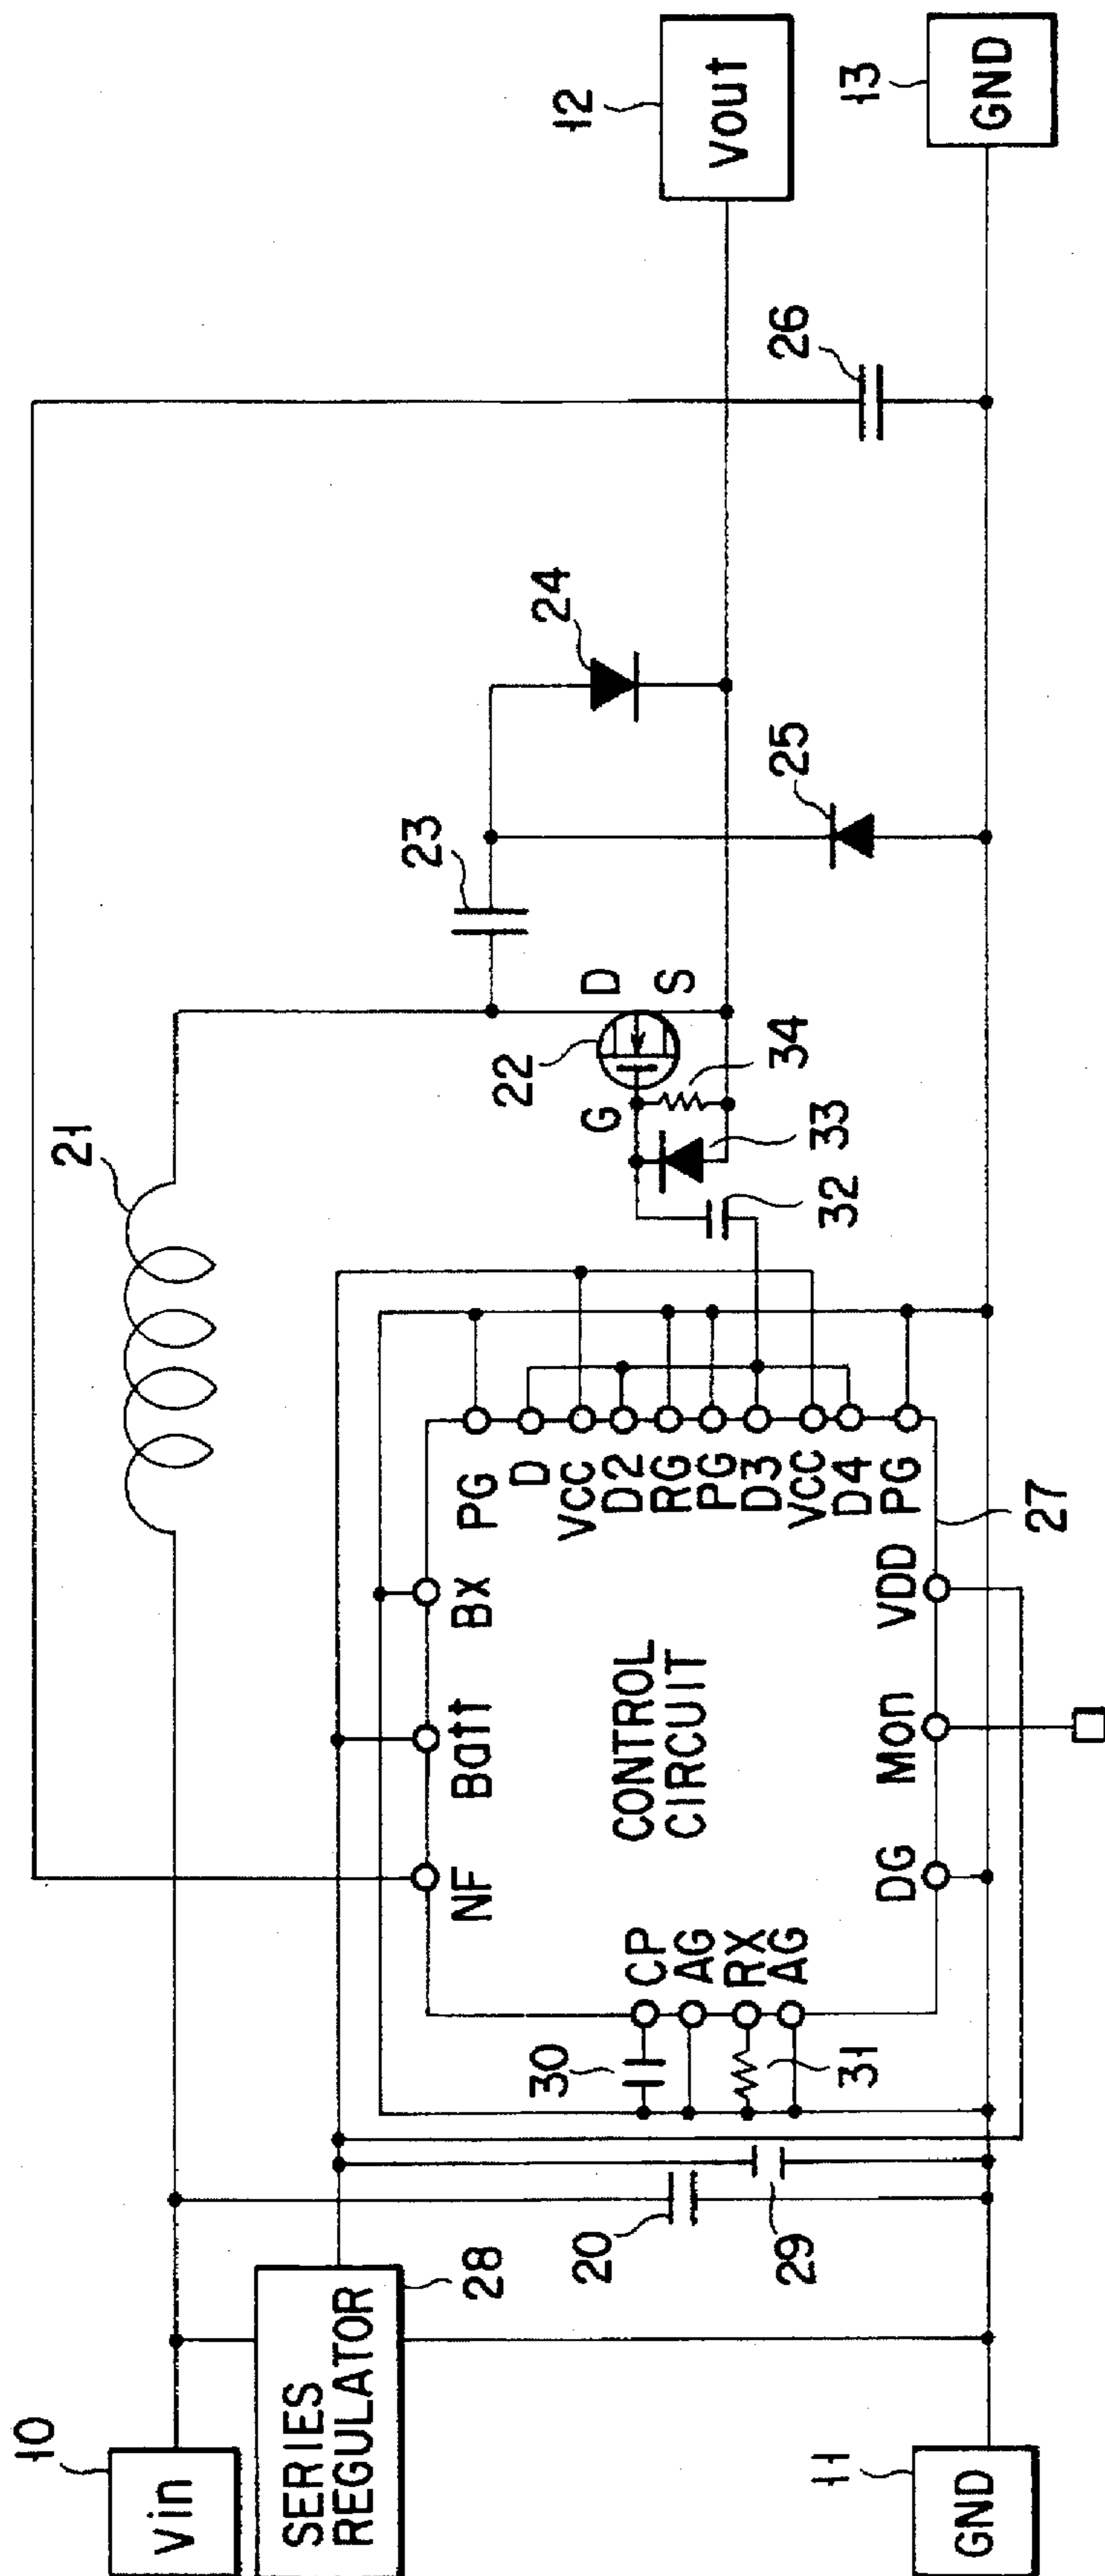 10
Vin
SERIES
REGULATOR
28
11
GND
20
29
21
NF
Batt
BX
CP
AG
RX
AG
30
31
CONTROL
CIRCUIT
DG
Mon
VDD
27
PG
D
VCC
D2
RG
PG
D3
VCC
D4
PG
32
33
34
22
G
D
S
23
24
25
26
12
Vout
13
GND